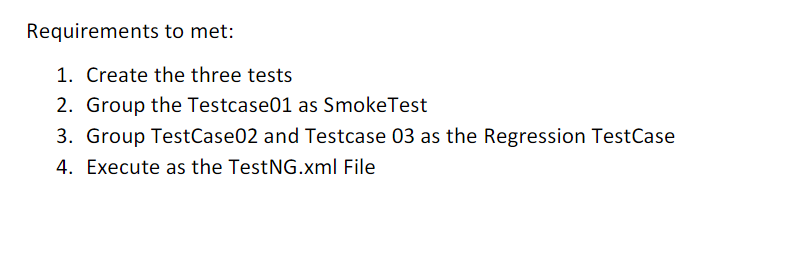 Requirements to met:
1. Create the three tests
2. Group the Testcase01 as SmokeTest
3. Group TestCase02 and Testcase 03 as the Regression TestCase
4. Execute as the TestNG.xml File